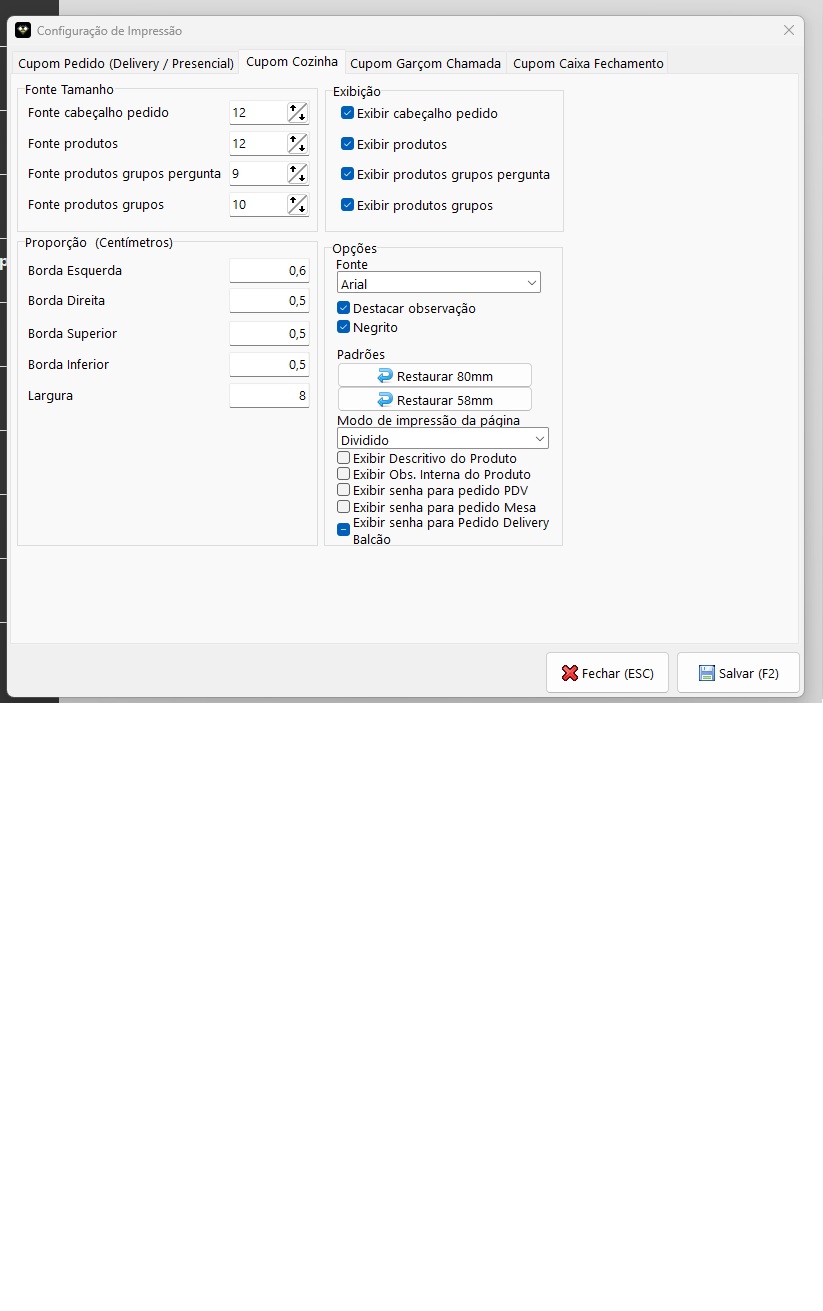 Configuração de Impressão
Cupom Pedido (Delivery / Presencial)
Cupom Cozinha
Cupom Garçom Chamada
Cupom Caixa Fechamento
Fonte Tamanho
Fonte cabeçalho pedido 12
Fonte produtos 12
Fonte produtos grupos pergunta 9
Fonte produtos grupos 10
Exibição
Exibir cabeçalho pedido
Exibir produtos
Exibir produtos grupos pergunta
Exibir produtos grupos
Proporção (Centímetros)
Borda Esquerda 0,6
Borda Direita 0,5
Borda Superior 0,5
Borda Inferior 0,5
Largura 8
Opções
Fonte
Arial
Destacar observação
Negrito
Padrões
Restaurar 80mm
Restaurar 58mm
Modo de impressão da página
Dividido
Exibir Descritivo do Produto
Exibir Obs. Interna do Produto
Exibir senha para pedido PDV
Exibir senha para pedido Mesa
Exibir senha para Pedido Delivery
Balcão
Fechar (ESC)
Salvar (F2)